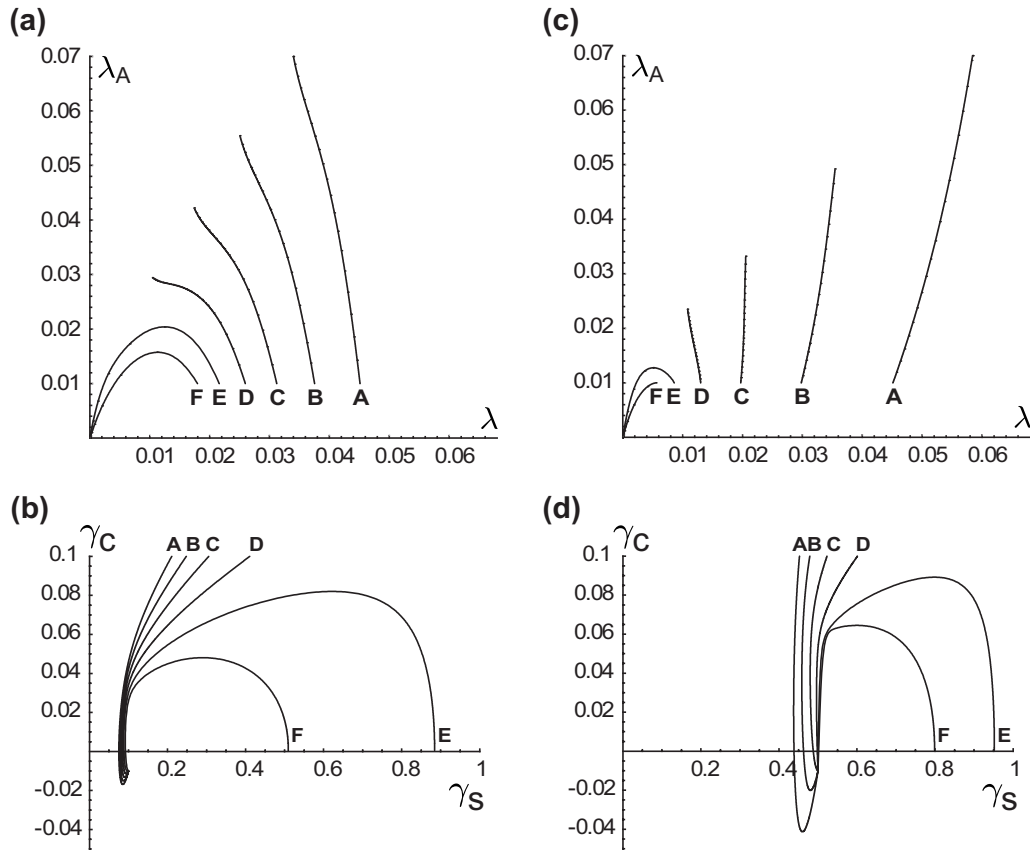 (a)
λA
0.07
0.06
0.05
0.04
0.03
0.02
0.01
F E D C B A
λ
0.01 0.02 0.03 0.04 0.05 0.06
(c)
λA
0.07
0.06
0.05
0.04
0.03
0.02
0.01
F E D C B A
λ
0.01 0.02 0.03 0.04 0.05 0.06
(b)
γC
A B C D
0.1
0.08
0.06
0.04
0.02
F E
0.2 0.4 0.6 0.8 1
-0.02
γS
-0.04
(d)
γC
A B C D
0.1
0.08
0.06
0.04
0.02
F E
0.2 0.4 0.6 0.8 1
-0.02
γS
-0.04